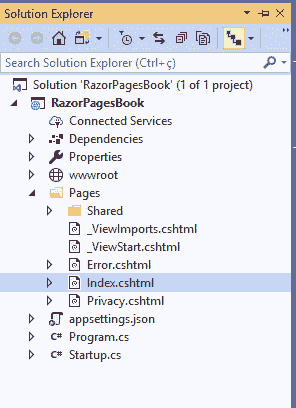 Solution Explorer
Search Solution Explorer (Ctrl+ç)
Solution 'RazorPagesBook' (1 of 1 project)
RazorPagesBook
Connected Services
Dependencies
Properties
wwwroot
Pages
Shared
_ViewImports.cshtml
_ViewStart.cshtml
Error.cshtml
Index.cshtml
Privacy.cshtml
appsettings.json
C# Program.cs
C# Startup.cs